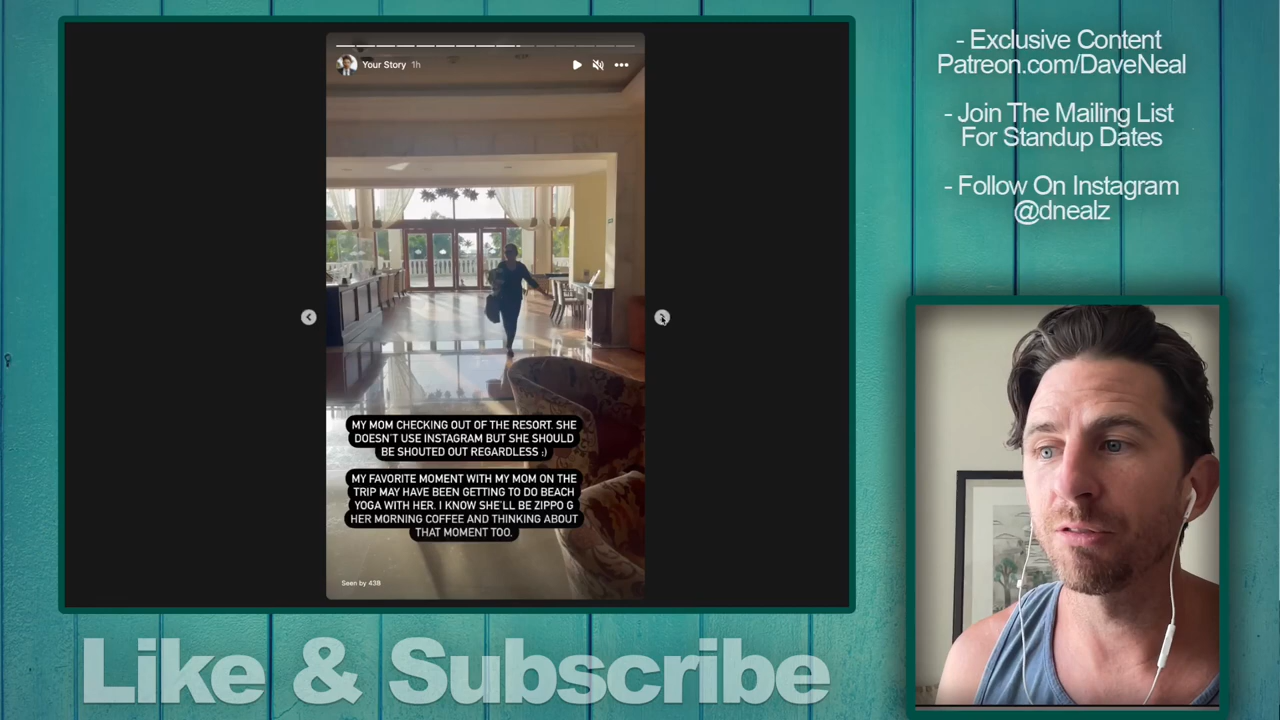 Your Story 1h
MY MOM CHECKING OUT OF THE RESORT. SHE
DOESN'T USE INSTAGRAM BUT SHE SHOULD
BE SHOUTED OUT REGARDLESS ;)
MY FAVORITE MOMENT WITH MY MOM ON THE
TRIP MAY HAVE BEEN GETTING TO DO BEACH
YOGA WITH HER. I KNOW SHE'LL BE ZIPPO G
HER MORNING COFFEE AND THINKING ABOUT
THAT MOMENT TOO.
Seen by 438
- Exclusive Content
Patreon.com/DaveNeal
- Join The Mailing List
For Standup Dates
- Follow On Instagram
@dnealz
Like & Subscribe